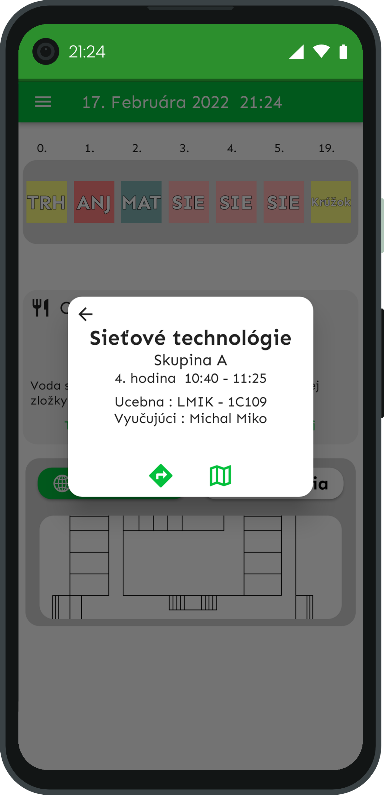 21:24
17. Februára 2022 21:24
0. 1. 2. 3. 4. 5. 19.
TRH ANJ MAT SIE SIE SIE Krúžok
Sieťové technológie
Skupina A
4. hodina 10:40 - 11:25
Voda
Ucebna : LMIK - 1C109
zložky
Vyučujúci : Michal Miko